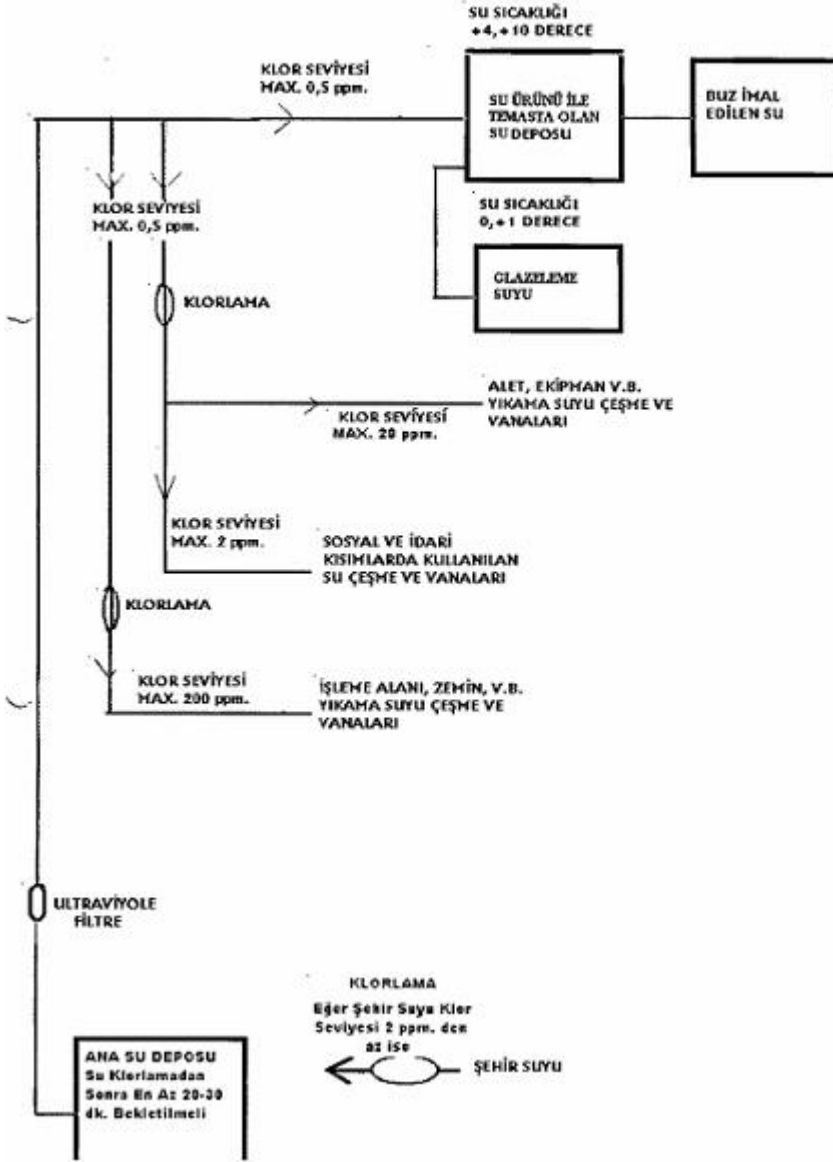 SU SICAKLIĞI
+4,+10 DERECE
KLOR SEVİYESİ
MAX. 0,5 ppm.
SU ÜRÜNÜ İLE
TEMASTA OLAN
SU DEPOSU
BUZ İMAL
EDİLEN SU
KLOR SEVİYESİ
MAX. 0,5 ppm.
SU SICAKLIĞI
0,+1 DERECE
GLAZELEME
SUYU
KLORLAMA
ALET, EKİPMAN V.B.
YIKAMA SUYU ÇEŞME VE
VANALARI
KLOR SEVİYESİ
MAX. 20 ppm.
KLOR SEVİYESİ
MAX. 2 ppm.
SOSYAL VE İDARİ
KISIMLARDA KULLANILAN
SU ÇEŞME VE VANALARI
KLORLAMA
KLOR SEVİYESİ
MAX. 200 ppm.
İŞLEME ALANI, ZEMİN, V.B.
YIKAMA SUYU ÇEŞME VE
VANALARI
ULTRAVİYOLE
FİLTRE
KLORLAMA
Eğer Şehir Suyu Klor
Seviyesi 2 ppm. den
az ise
ŞEHİR SUYU
ANA SU DEPOSU
Su Klorlamadan
Sonra En Az 20-30
dk. Bekletilmeli